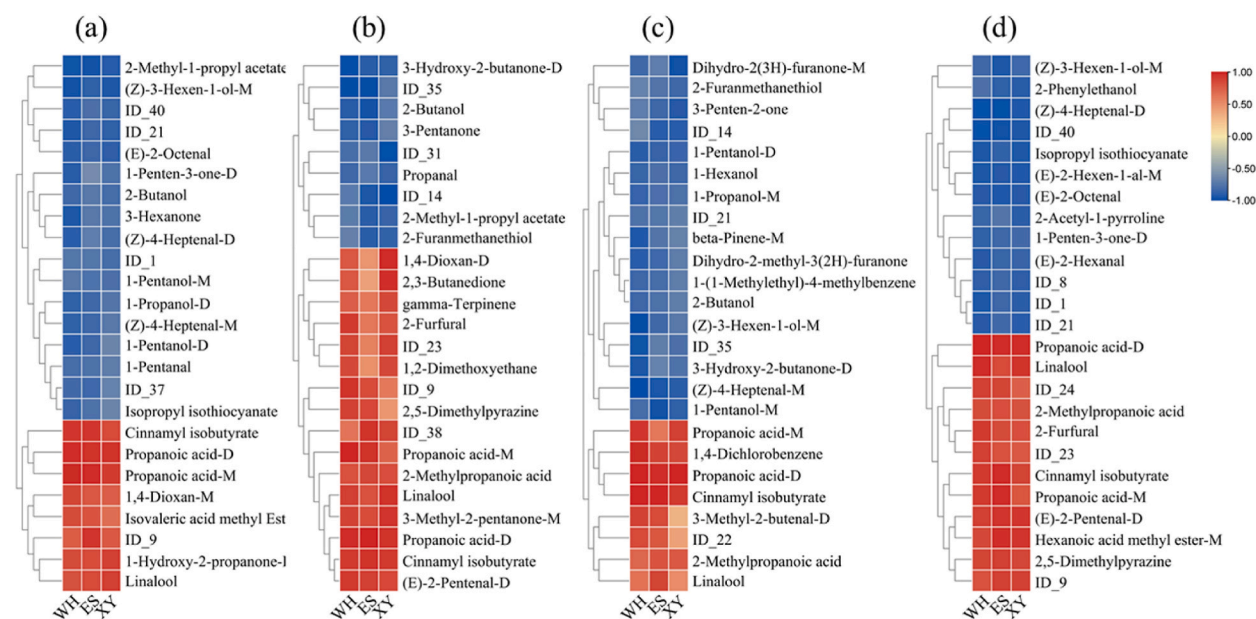 (a)
(b)
(c)
(d)
2-Methyl-1-propyl acetate
(Z)-3-Hexen-1-ol-M
ID_40
ID_21
(E)-2-Octenal
1-Penten-3-one-D
2-Butanol
3-Hexanone
(Z)-4-Heptenal-D
ID_1
1-Pentanol-M
1-Propanol-D
(Z)-4-Heptenal-M
1-Pentanol-D
1-Pentanal
ID_37
Isopropyl isothiocyanate
Cinnamyl isobutyrate
Propanoic acid-D
Propanoic acid-M
1,4-Dioxan-M
Isovaleric acid methyl Est
ID_9
1-Hydroxy-2-propanone-l
Linalool
WH
ES
XY
3-Hydroxy-2-butanone-D
ID_35
2-Butanol
3-Pentanone
ID_31
Propanal
ID_14
2-Methyl-1-propyl acetate
2-Furanmethanethiol
1,4-Dioxan-D
2,3-Butanedione
gamma-Terpinene
2-Furfural
ID_23
1,2-Dimethoxyethane
ID_9
2,5-Dimethylpyrazine
ID_38
Propanoic acid-M
2-Methylpropanoic acid
Linalool
3-Methyl-2-pentanone-M
Propanoic acid-D
Cinnamyl isobutyrate
(E)-2-Pentenal-D
WH
ES
XY
Dihydro-2(3H)-furanone-M
2-Furanmethanethiol
3-Penten-2-one
ID_14
1-Pentanol-D
1-Hexanol
1-Propanol-M
ID_21
beta-Pinene-M
Dihydro-2-methyl-3(2H)-furanone
1-(1-Methylethyl)-4-methylbenzene
2-Butanol
(Z)-3-Hexen-1-ol-M
ID_35
3-Hydroxy-2-butanone-D
(Z)-4-Heptenal-M
1-Pentanol-M
Propanoic acid-M
1,4-Dichlorobenzene
Propanoic acid-D
Cinnamyl isobutyrate
3-Methyl-2-butenal-D
ID_22
2-Methylpropanoic acid
Linalool
WH
ES
XY
(Z)-3-Hexen-1-ol-M
2-Phenylethanol
(Z)-4-Heptenal-D
ID_40
Isopropyl isothiocyanate
(E)-2-Hexen-1-al-M
(E)-2-Octenal
2-Acetyl-1-pyrroline
1-Penten-3-one-D
(E)-2-Hexanal
ID_8
ID_1
ID_21
Propanoic acid-D
Linalool
ID_24
2-Methylpropanoic acid
2-Furfural
ID_23
Cinnamyl isobutyrate
Propanoic acid-M
(E)-2-Pentenal-D
Hexanoic acid methyl ester-M
2,5-Dimethylpyrazine
ID_9
WH
ES
XY
1.00
0.50
0.00
-0.50
-1.00